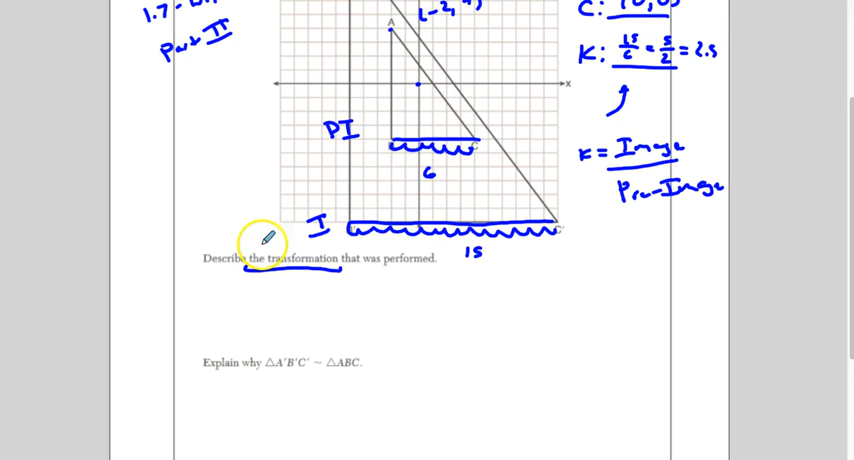 1.7 -
Part II
(-2, 4)
C: (0,0)
A
K: 15/6 = 5/2 = 2.5
x
PI
C
6
K = Image / Pre-Image
I
C'
15
Describe the transformation that was performed.
Explain why △A'B'C' ~ △ABC.